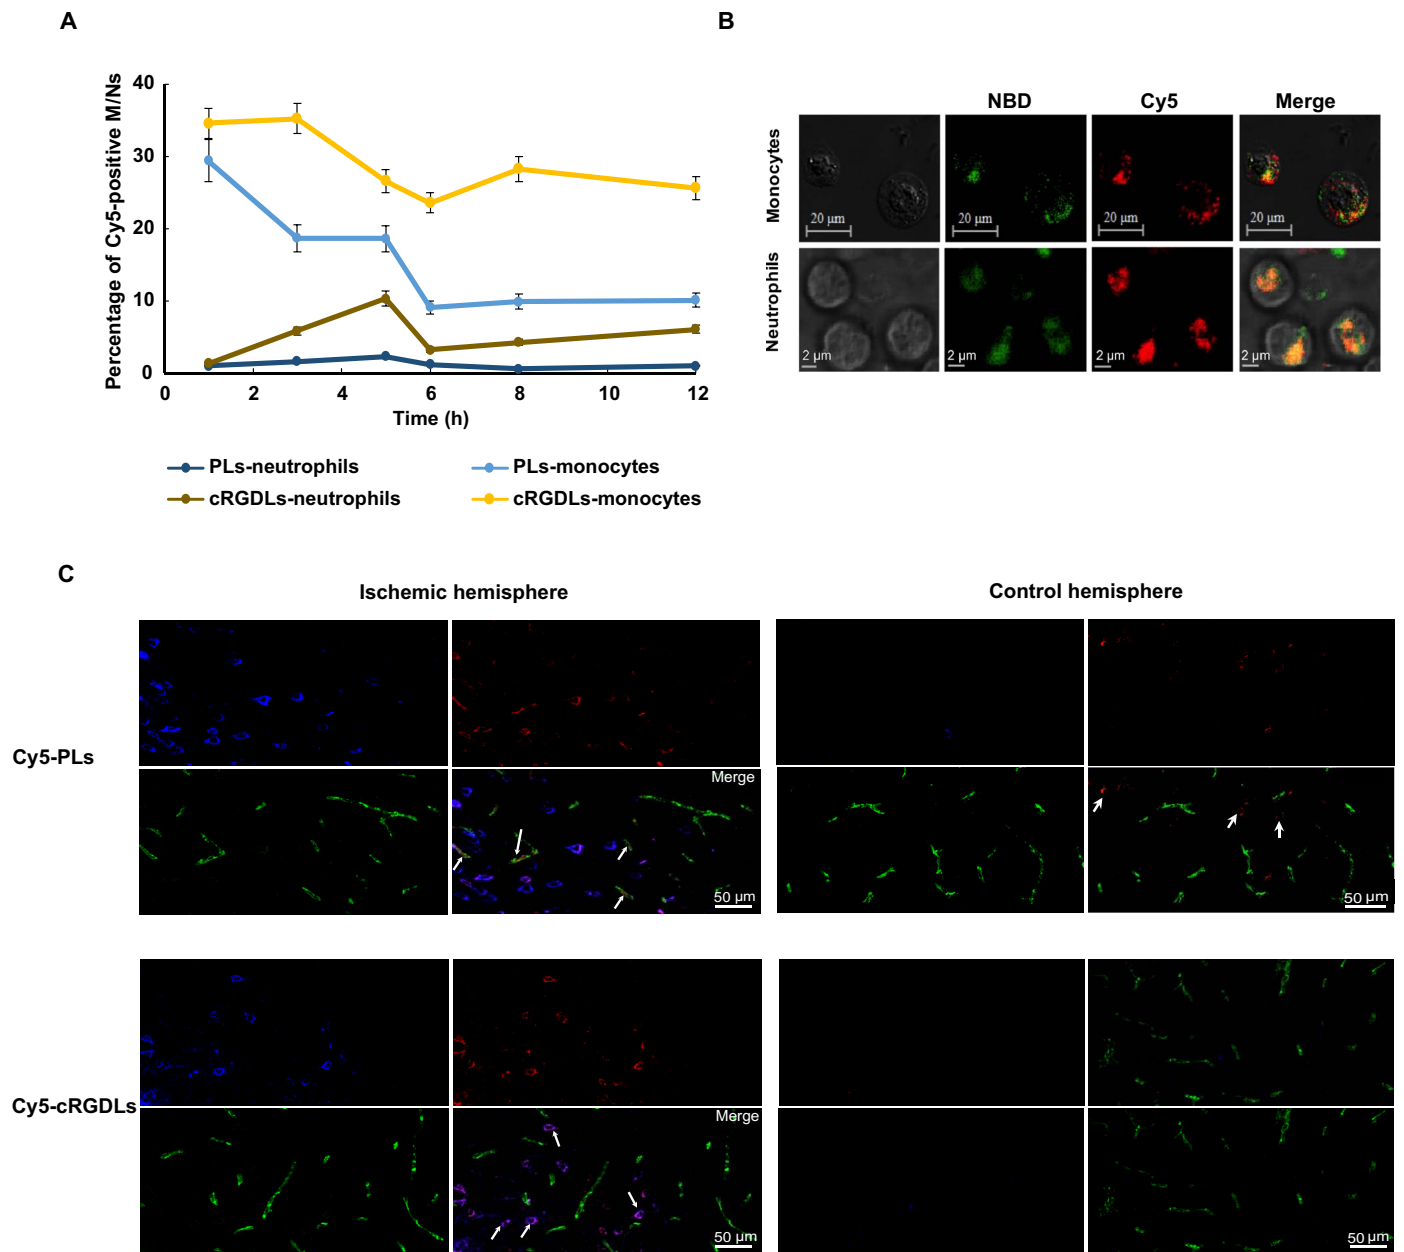 A
B
Percentage of Cy5-positive M/Ns
40
30
20
10
0
0 2 4 6 8 10 12
Time (h)
PLs-neutrophils PLs-monocytes
cRGDLs-neutrophils cRGDLs-monocytes
NBD Cy5 Merge
Monocytes
20 µm 20 µm 20 µm 20 µm
Neutrophils
2 µm 2 µm 2 µm 2 µm
C
Ischemic hemisphere Control hemisphere
Cy5-PLs
Merge
50 µm 50 µm
Cy5-cRGDLs
Merge
50 µm 50 µm